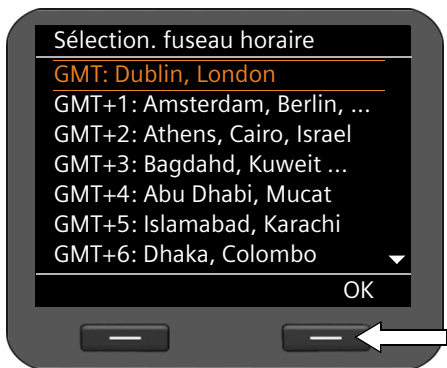 Sélection. fuseau horaire
GMT: Dublin, London
GMT+1: Amsterdam, Berlin, ...
GMT+2: Athens, Cairo, Israel
GMT+3: Bagdahd, Kuweit ...
GMT+4: Abu Dhabi, Mucat
GMT+5: Islamabad, Karachi
GMT+6: Dhaka, Colombo
OK